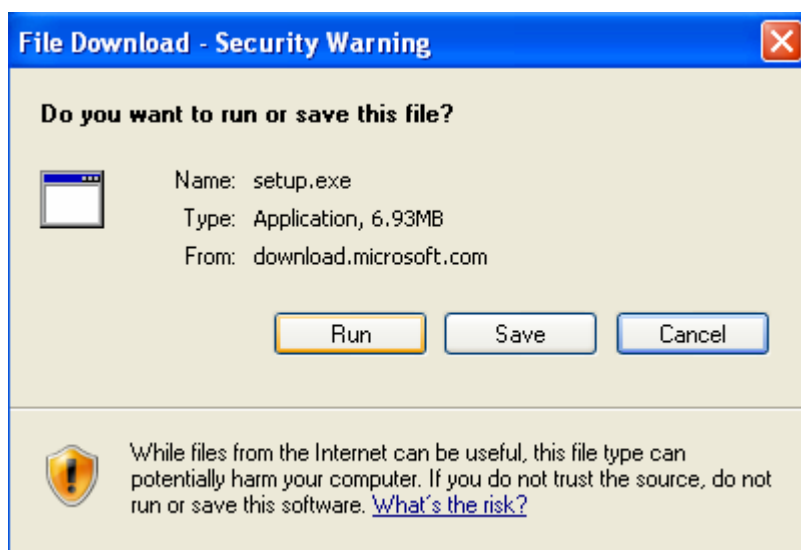 File Download - Security Warning
Do you want to run or save this file?
Name: setup.exe
Type: Application, 6.93MB
From: download.microsoft.com
Run Save Cancel
While files from the Internet can be useful, this file type can
potentially harm your computer. If you do not trust the source, do not
run or save this software. What's the risk?